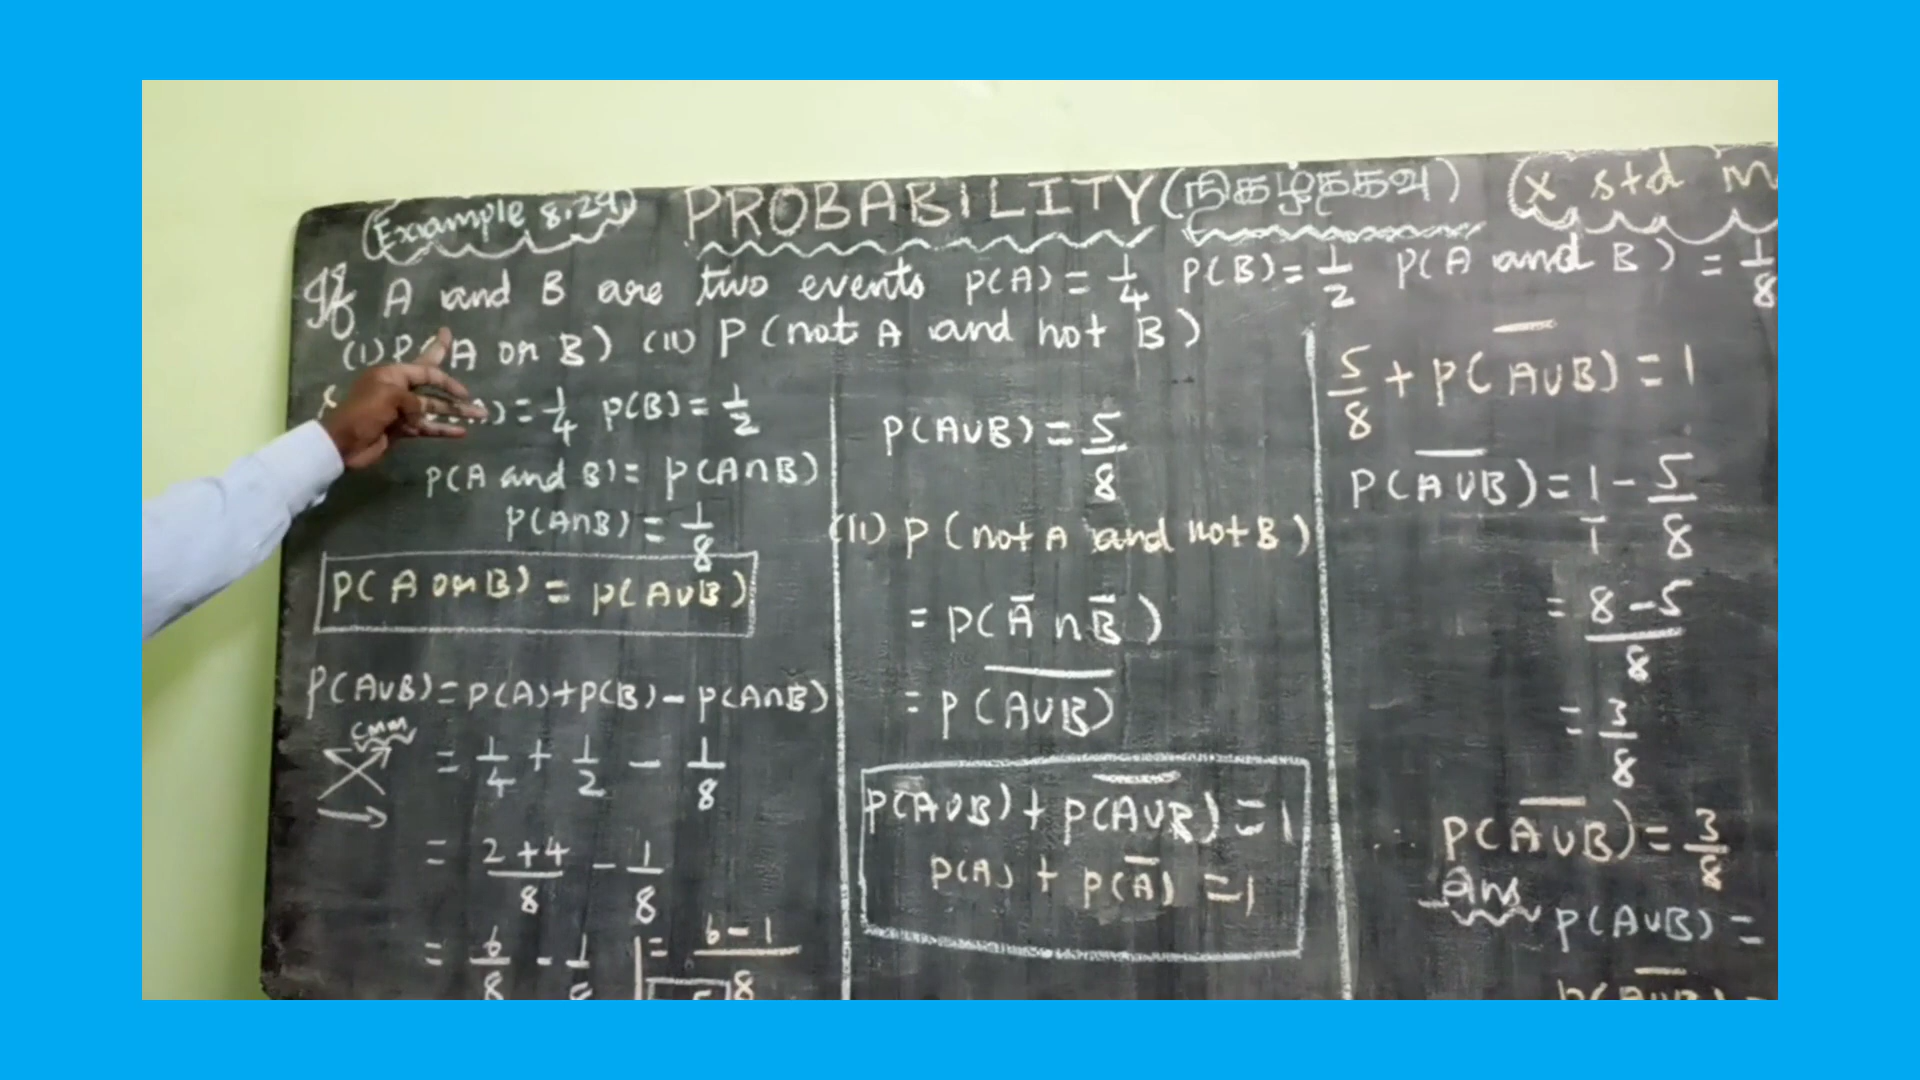 (Example 8.29) PROBABILITY (நிகழ்தகவு) (X std M
If A and B are two events P(A) = 1/4 P(B) = 1/2 P(A and B) = 1/8
(i) P(A or B) (ii) P(not A and not B)
) = 1/4 P(B) = 1/2
P(A and B) = P(A∩B)
P(A∩B) = 1/8
P(A or B) = P(A∪B)
P(A∪B) = P(A)+P(B) - P(A∩B)
= 1/4 + 1/2 - 1/8
= 2+4/8 - 1/8
= 6/8 - 1/
= 6-1/8
P(A∪B) = 5/8
(ii) P(not A and not B)
= P(A̅ ∩ B̅)
= P(A̅∪̅B̅)
P(A∪B) + P(A̅∪̅B̅) = 1
P(A) + P(A̅) = 1
5/8 + P(A̅∪̅B̅) = 1
P(A̅∪̅B̅) = 1/1 - 5/8
= 8-5/8
= 3/8
∴ P(A̅∪̅B̅) = 3/8
Ans P(A∪B) =